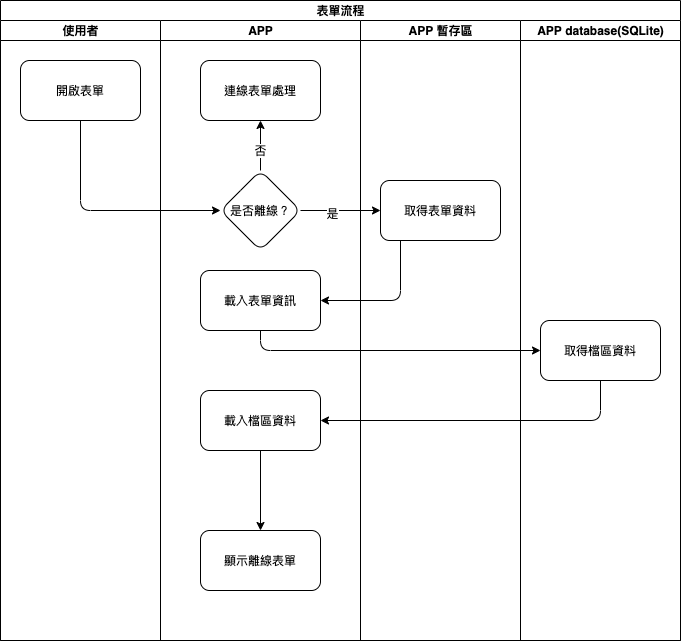 表單流程
使用者
APP
APP 暫存區
APP database(SQLite)
開啟表單
連線表單處理
否
是否離線？
是
取得表單資料
載入表單資訊
取得檔區資料
載入檔區資料
顯示離線表單